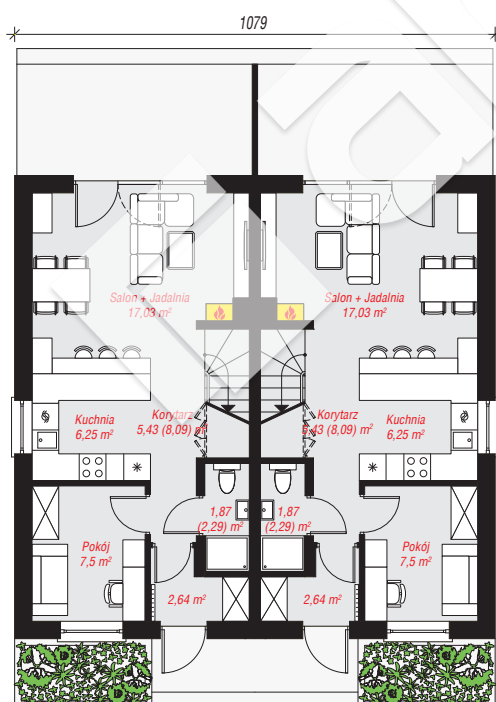 1079
Salon + Jadalnia
17,03 m²
Salon + Jadalnia
17,03 m²
Kuchnia
6,25 m²
Korytarz
5,43 (8,09) m²
Korytarz
5,43 (8,09) m²
Kuchnia
6,25 m²
1,87
(2,29) m²
1,87
(2,29) m²
Pokój
7,5 m²
Pokój
7,5 m²
2,64 m²
2,64 m²